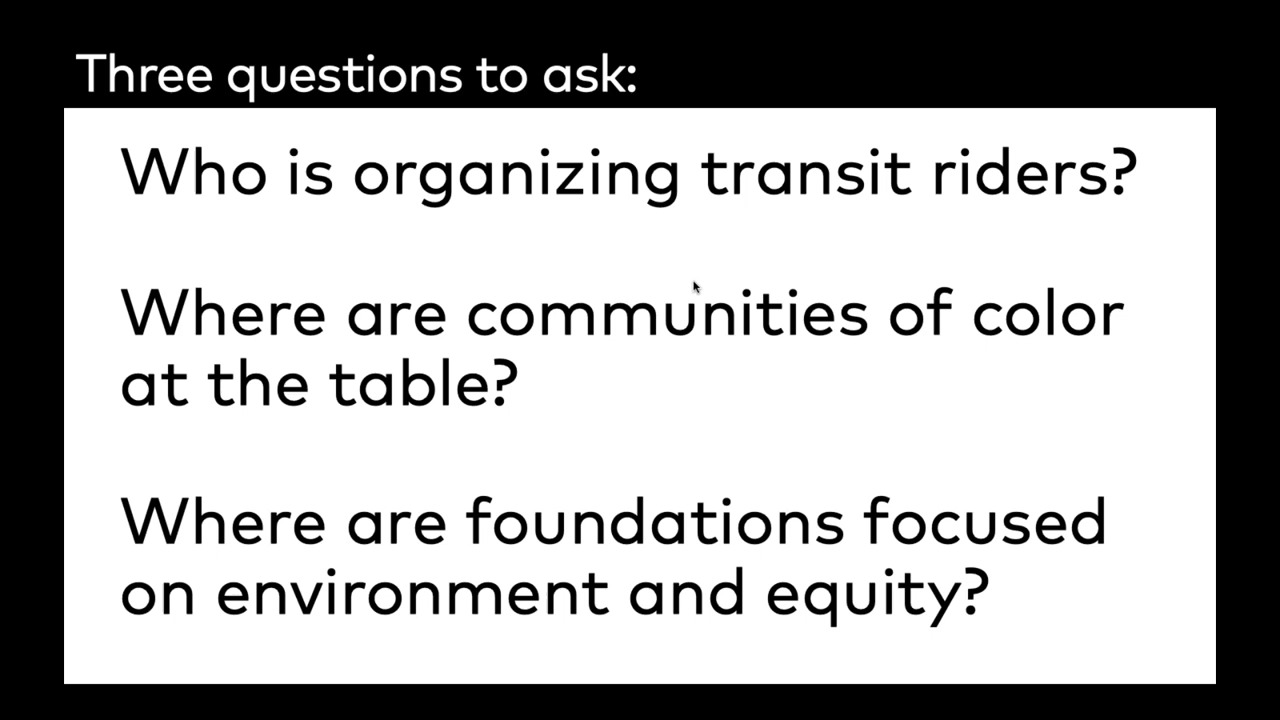 Three questions to ask:
Who is organizing transit riders?
Where are communities of color
at the table?
Where are foundations focused
on environment and equity?